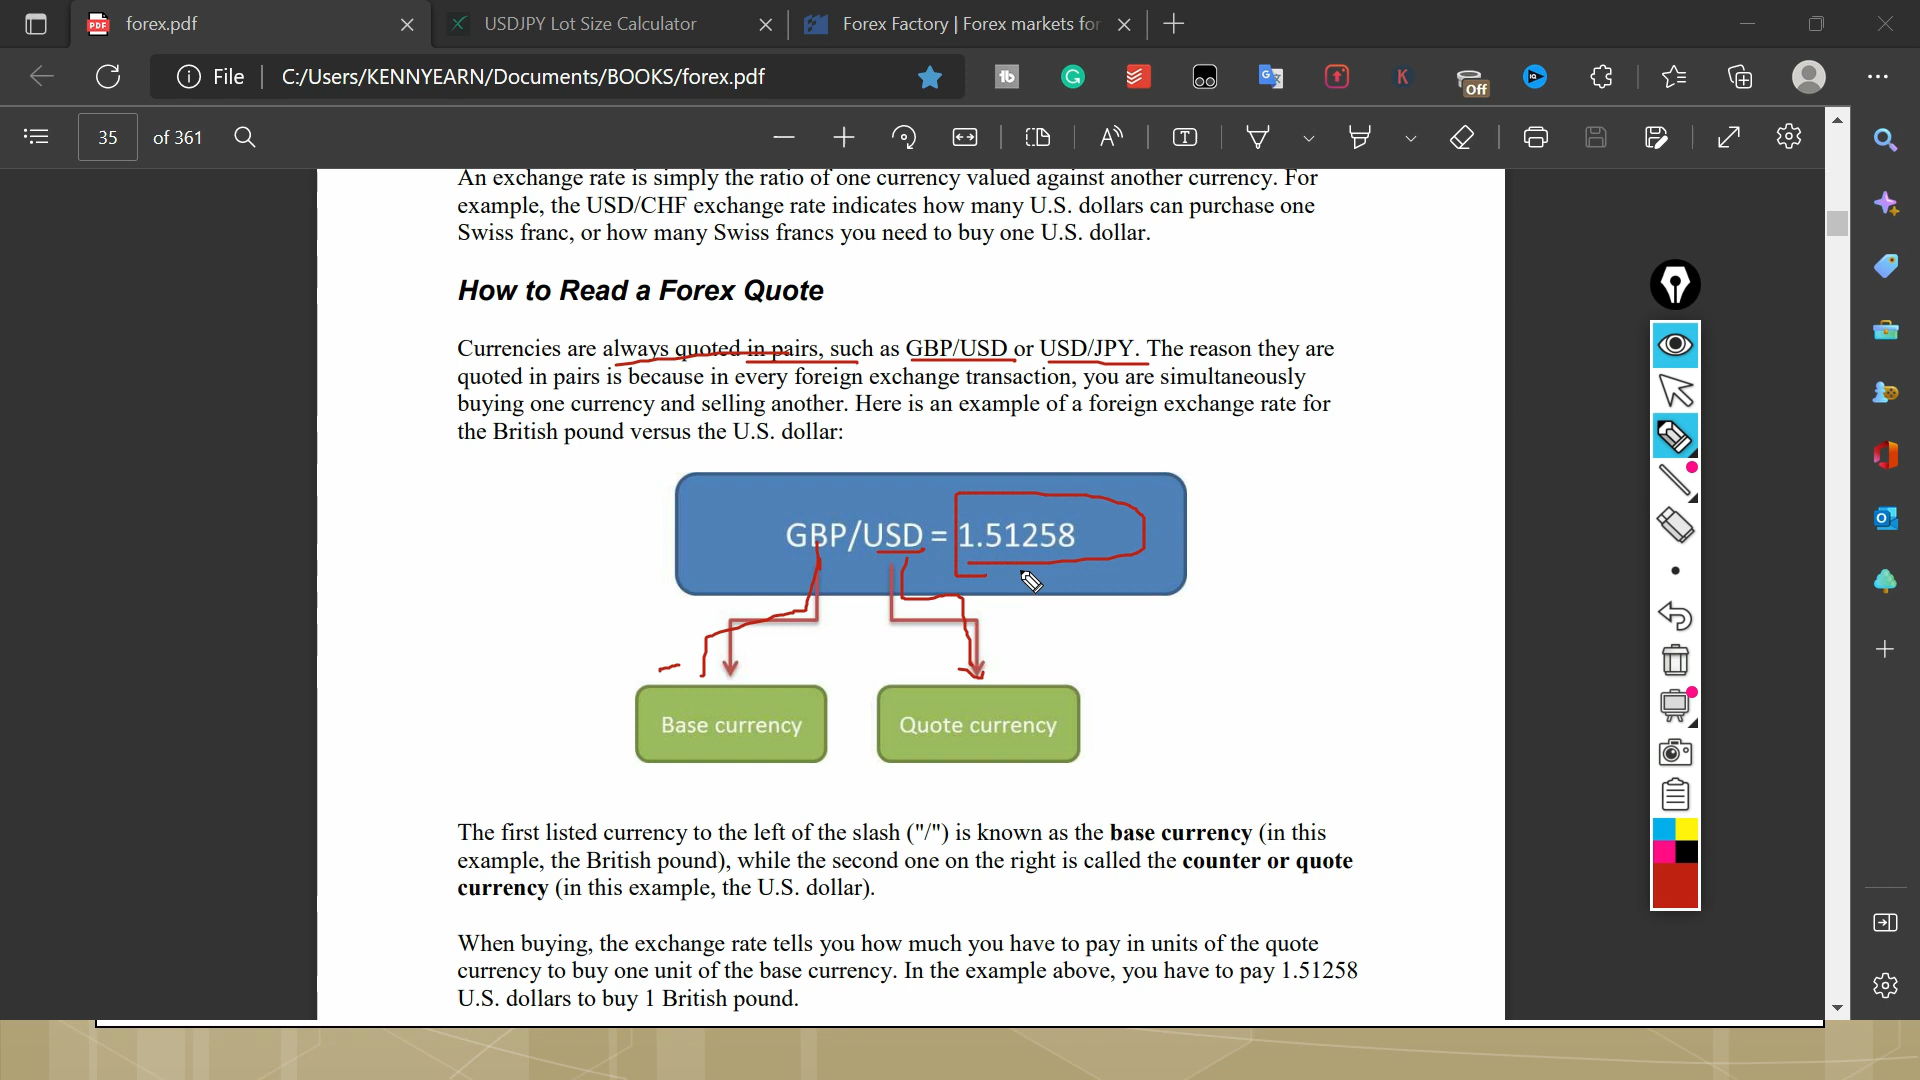 forex.pdf
USDJPY Lot Size Calculator
Forex Factory | Forex markets for
File
C:/Users/KENNYEARN/Documents/BOOKS/forex.pdf
Off
35 of 361
An exchange rate is simply the ratio of one currency valued against another currency. For
example, the USD/CHF exchange rate indicates how many U.S. dollars can purchase one
Swiss franc, or how many Swiss francs you need to buy one U.S. dollar.
How to Read a Forex Quote
Currencies are always quoted in pairs, such as GBP/USD or USD/JPY. The reason they are
quoted in pairs is because in every foreign exchange transaction, you are simultaneously
buying one currency and selling another. Here is an example of a foreign exchange rate for
the British pound versus the U.S. dollar:
GBP/USD = 1.51258
Base currency
Quote currency
The first listed currency to the left of the slash ("/") is known as the base currency (in this
example, the British pound), while the second one on the right is called the counter or quote
currency (in this example, the U.S. dollar).
When buying, the exchange rate tells you how much you have to pay in units of the quote
currency to buy one unit of the base currency. In the example above, you have to pay 1.51258
U.S. dollars to buy 1 British pound.